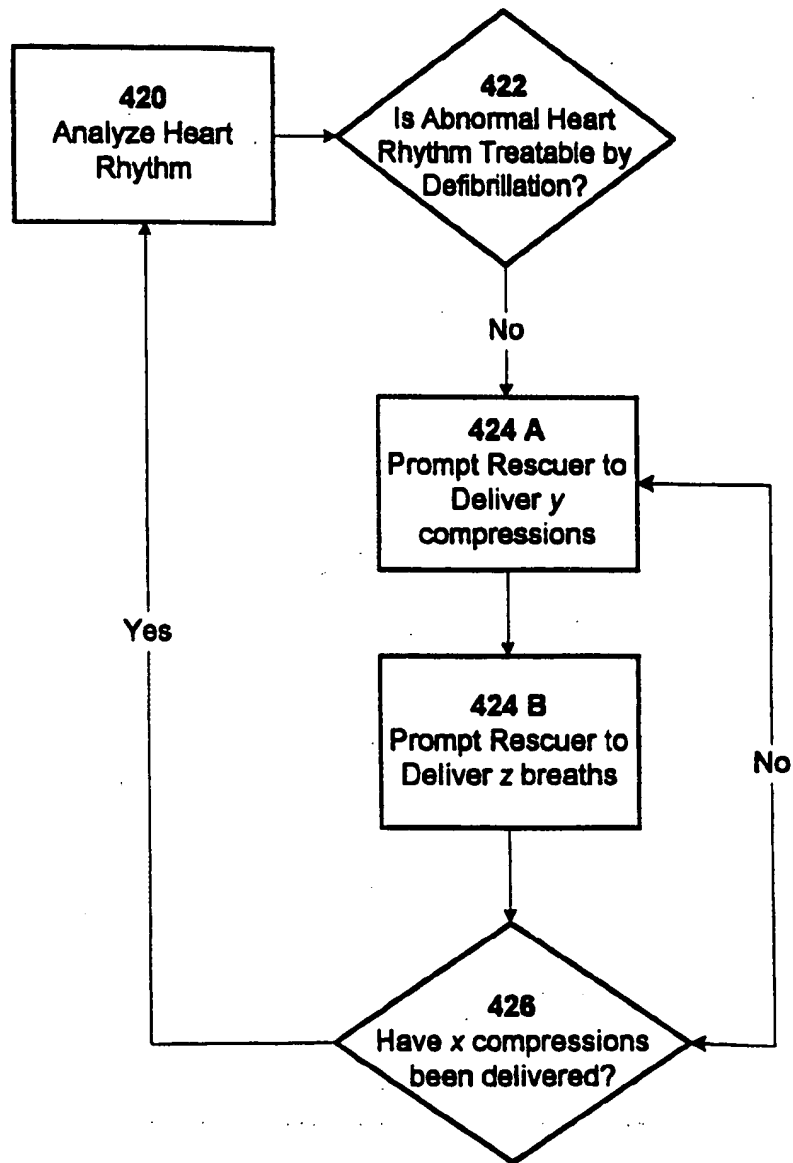 420
Analyze Heart
Rhythm
422
Is Abnormal Heart
Rhythm Treatable by
Defibrillation?
No
424 A
Prompt Rescuer to
Deliver y
compressions
Yes
424 B
Prompt Rescuer to
Deliver z breaths
No
426
Have x compressions
been delivered?